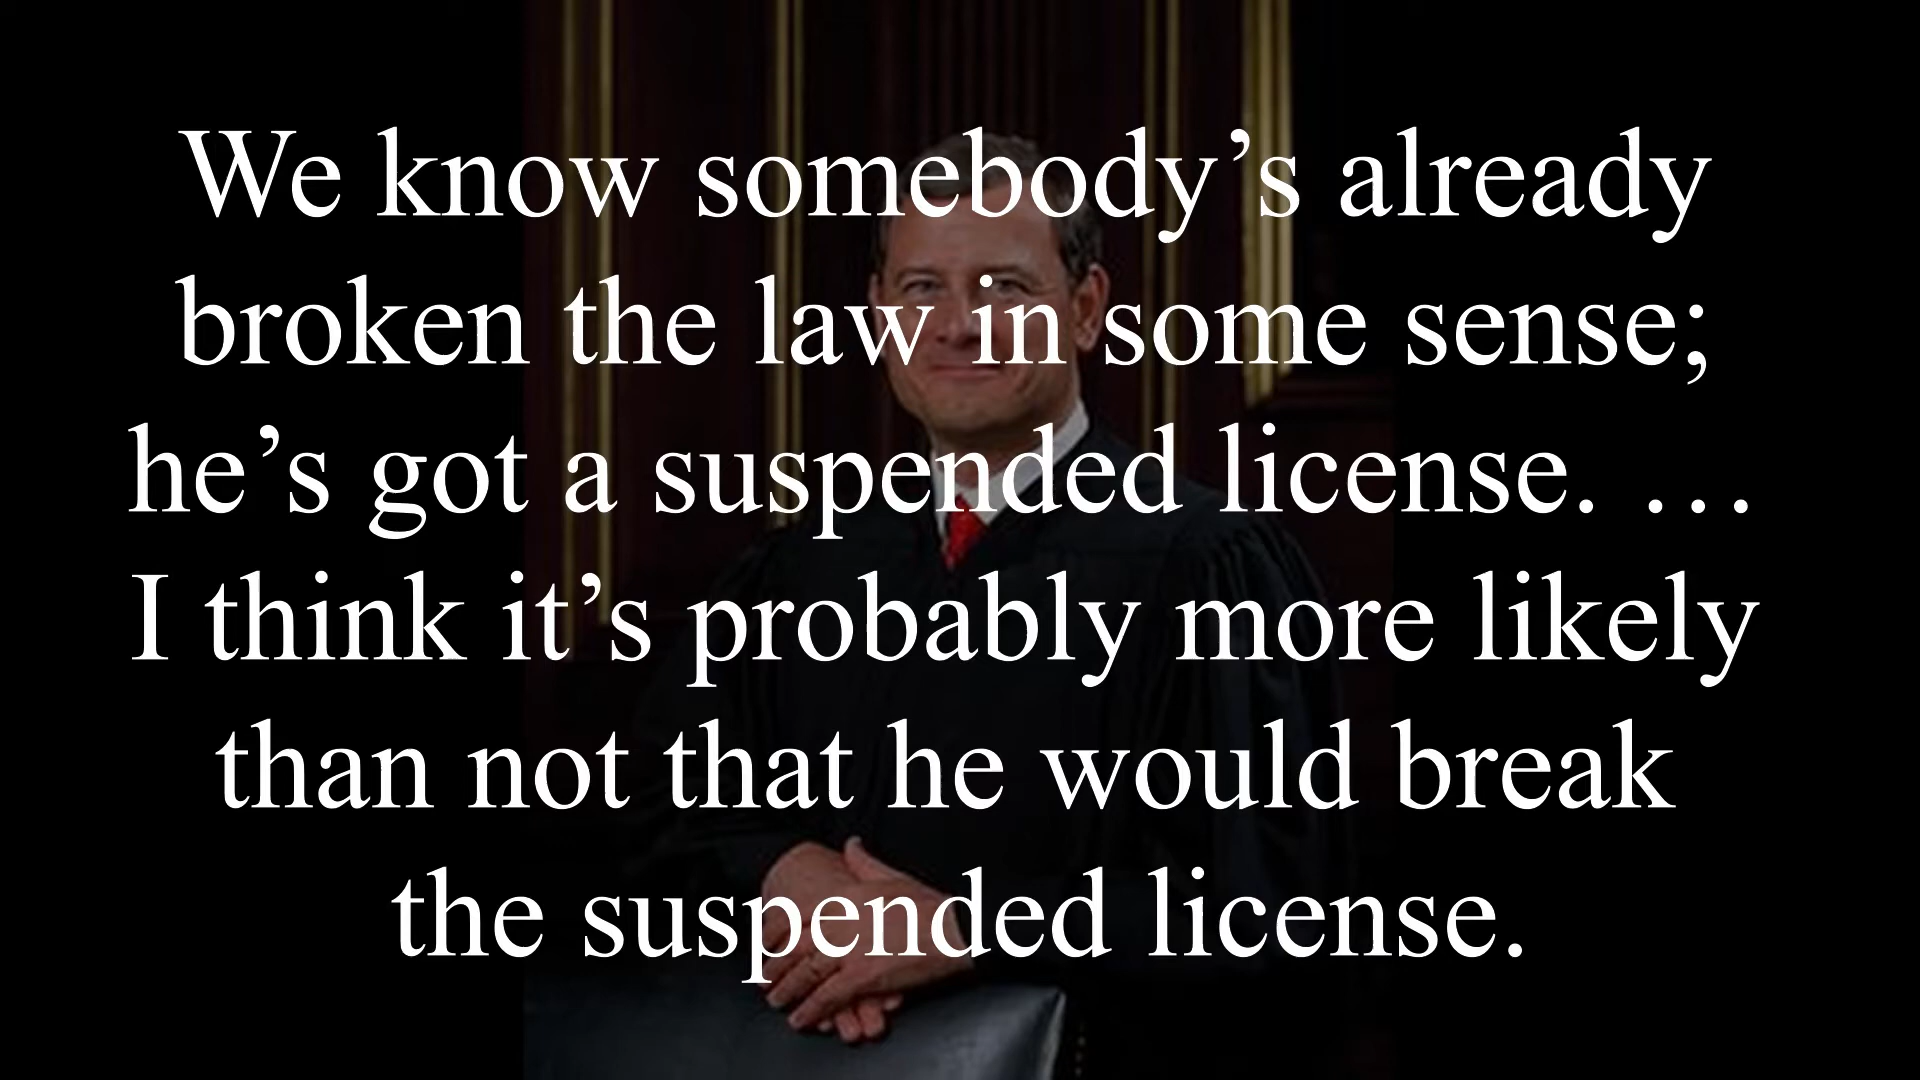 We know somebody’s already
broken the law in some sense;
he’s got a suspended license. …
I think it’s probably more likely
than not that he would break
the suspended license.